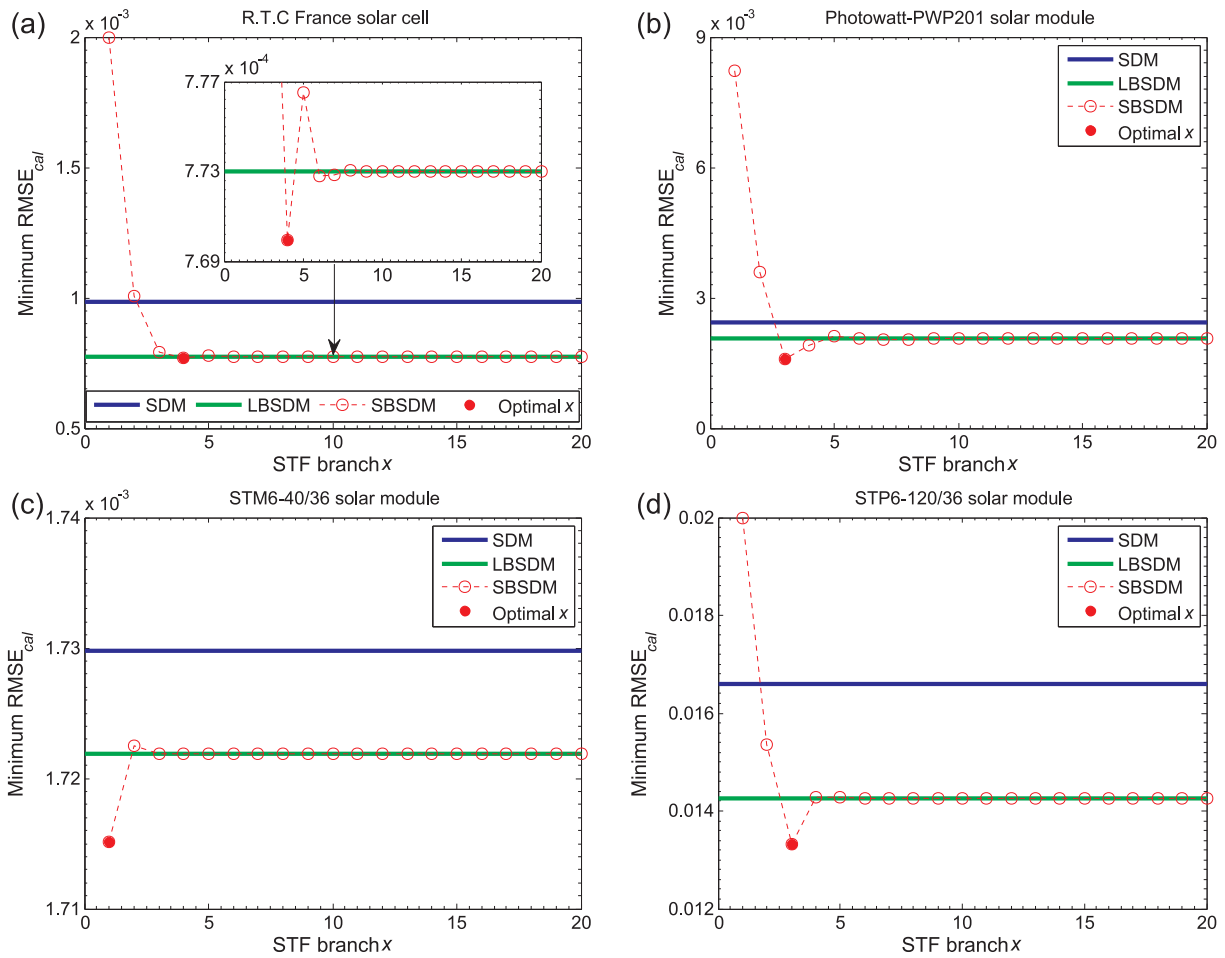 (a)
R.T.C France solar cell
x 10⁻³
2
1.5
1
0.5
Minimum RMSE_cal
0 5 10 15 20
STF branch x
x 10⁻⁴
7.77
7.73
7.69
0 5 10 15 20
SDM LBSDM SBSDM Optimal x
(b)
Photowatt-PWP201 solar module
x 10⁻³
9
6
3
0
Minimum RMSE_cal
0 5 10 15 20
STF branch x
SDM
LBSDM
SBSDM
Optimal x
(c)
STM6-40/36 solar module
x 10⁻³
1.74
1.73
1.72
1.71
Minimum RMSE_cal
0 5 10 15 20
STF branch x
SDM
LBSDM
SBSDM
Optimal x
(d)
STP6-120/36 solar module
0.02
0.018
0.016
0.014
0.012
Minimum RMSE_cal
0 5 10 15 20
STF branch x
SDM
LBSDM
SBSDM
Optimal x